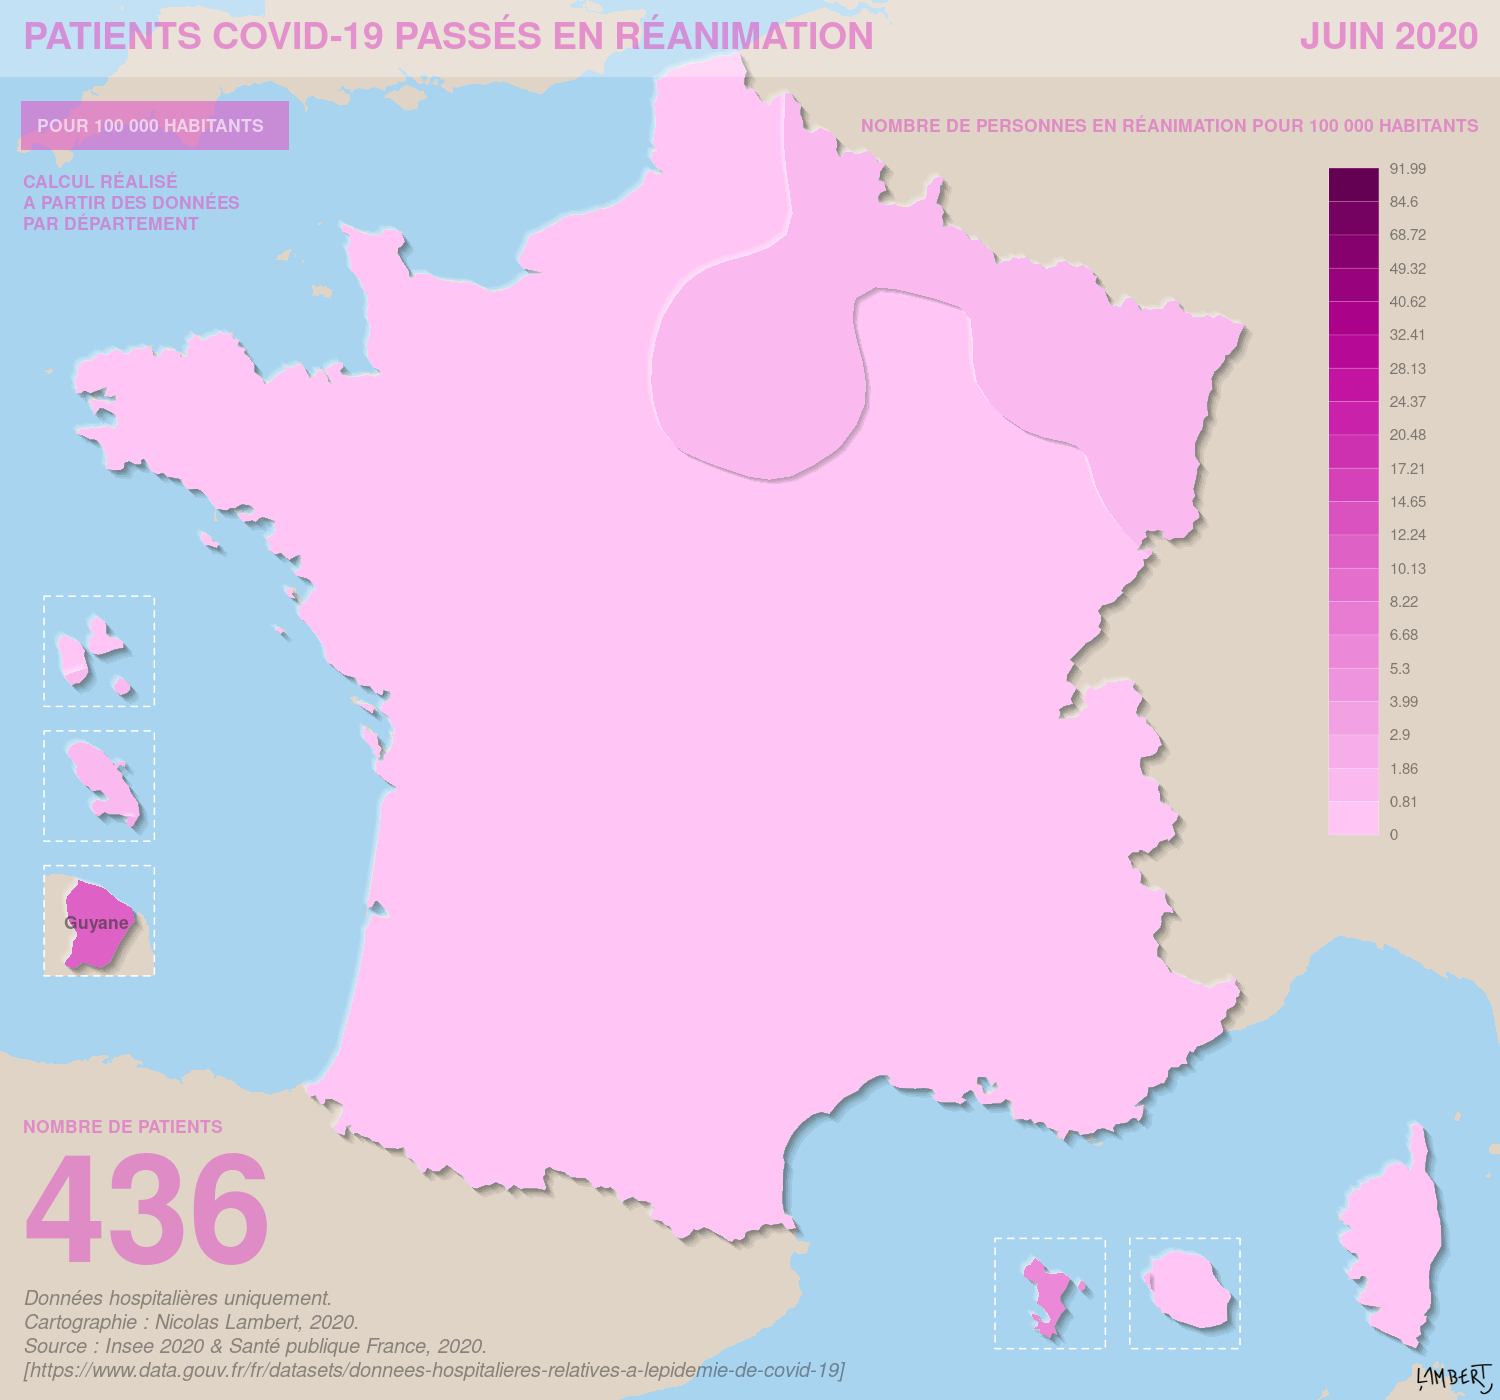 PATIENTS COVID-19 PASSÉS EN RÉANIMATION
JUIN 2020
POUR 100 000 HABITANTS
CALCUL RÉALISÉ
A PARTIR DES DONNÉES
PAR DÉPARTEMENT
NOMBRE DE PERSONNES EN RÉANIMATION POUR 100 000 HABITANTS
91.99
84.6
68.72
49.32
40.62
32.41
28.13
24.37
20.48
17.21
14.65
12.24
10.13
8.22
6.68
5.3
3.99
2.9
1.86
0.81
0
Guyane
NOMBRE DE PATIENTS
436
Données hospitalières uniquement.
Cartographie : Nicolas Lambert, 2020.
Source : Insee 2020 & Santé publique France, 2020.
[https://www.data.gouv.fr/fr/datasets/donnees-hospitalieres-relatives-a-lepidemie-de-covid-19]
LAMBERT